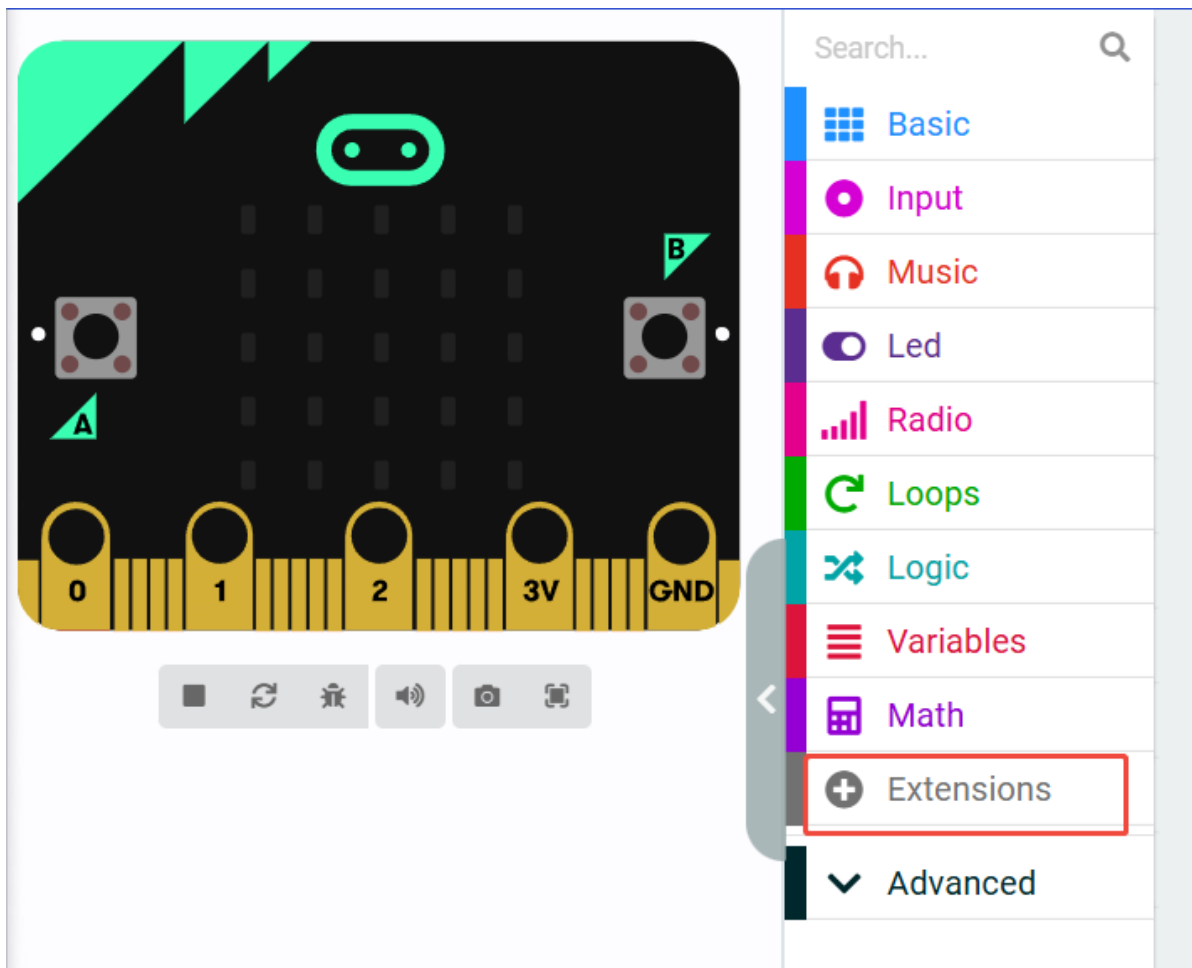 Search...
Basic
Input
Music
Led
Radio
Loops
Logic
Variables
Math
Extensions
Advanced
B
A
0 1 2 3V GND